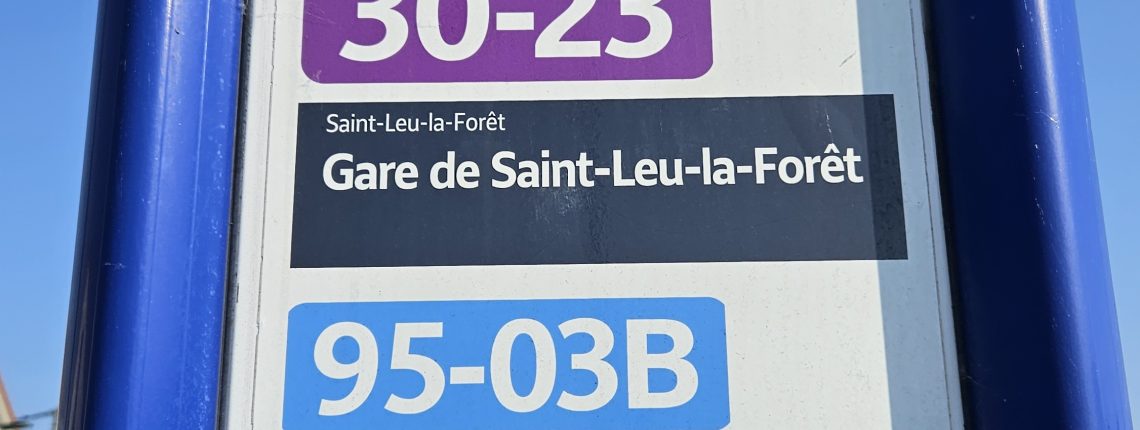 30-23
Saint-Leu-la-Forêt
Gare de Saint-Leu-la-Forêt
95-03B